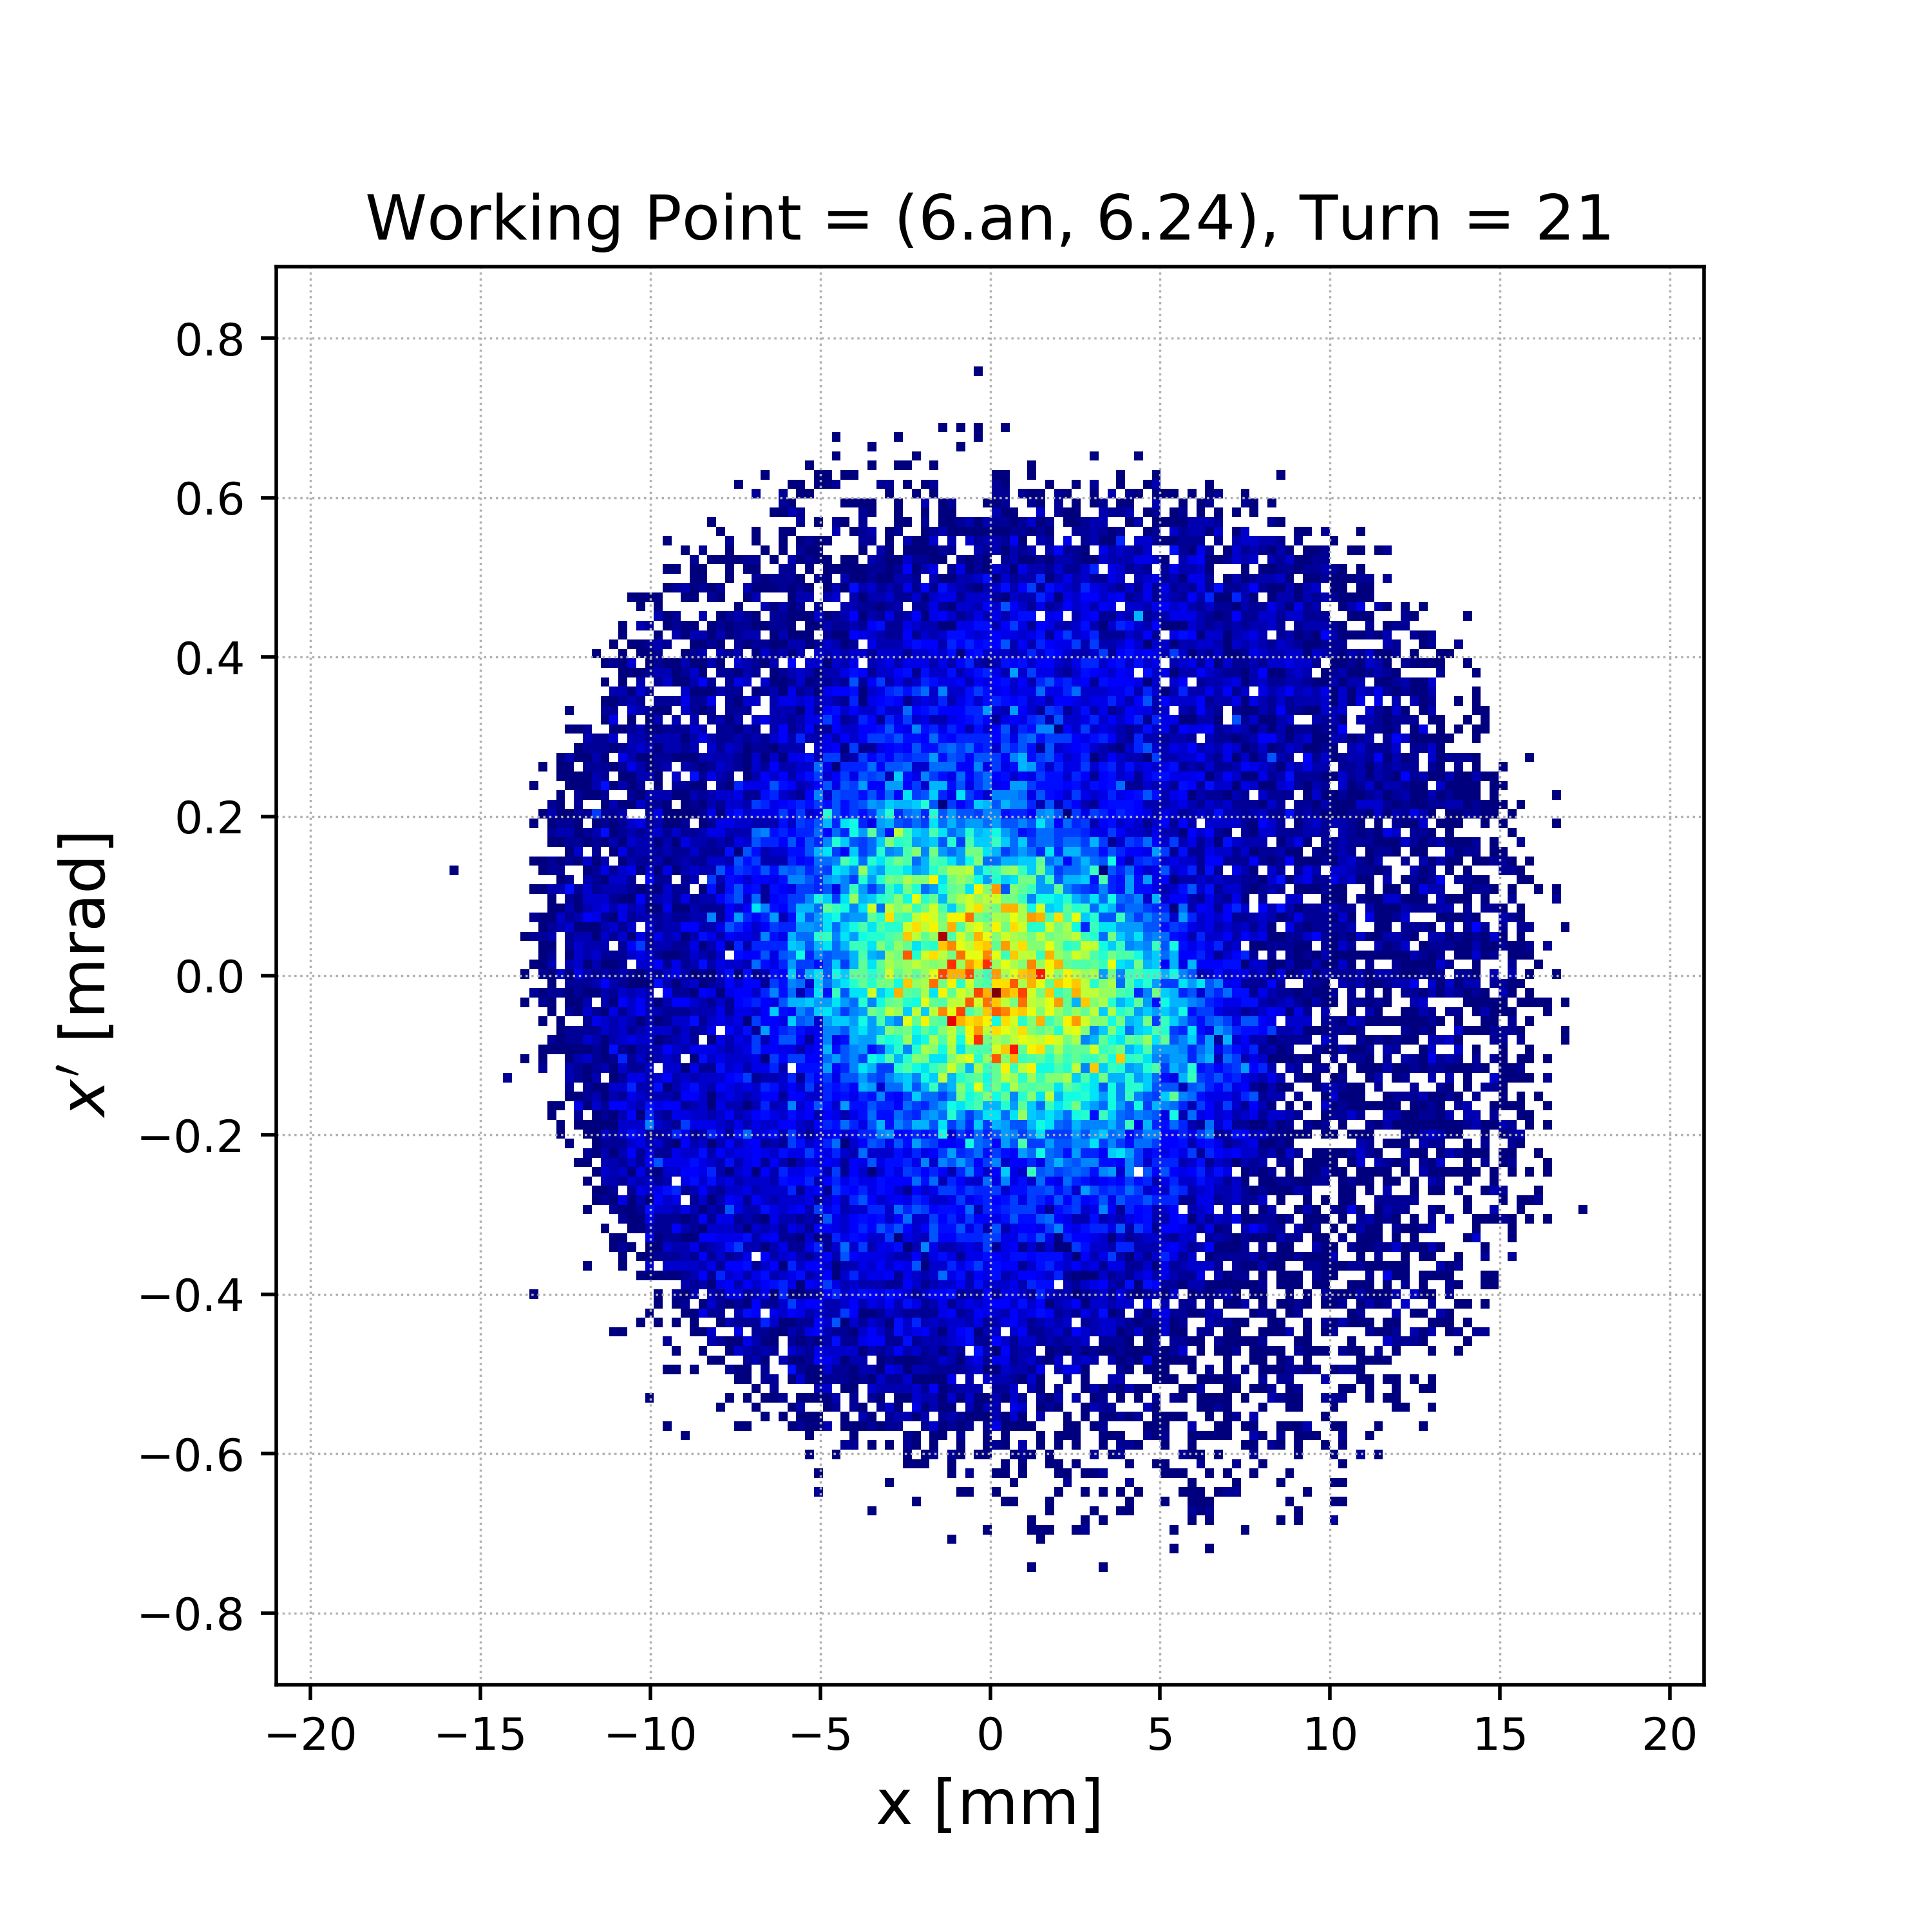 Working Point = (6.an, 6.24), Turn = 21
x′ [mrad]
0.8
0.6
0.4
0.2
0.0
−0.2
−0.4
−0.6
−0.8
−20 −15 −10 −5 0 5 10 15 20
x [mm]